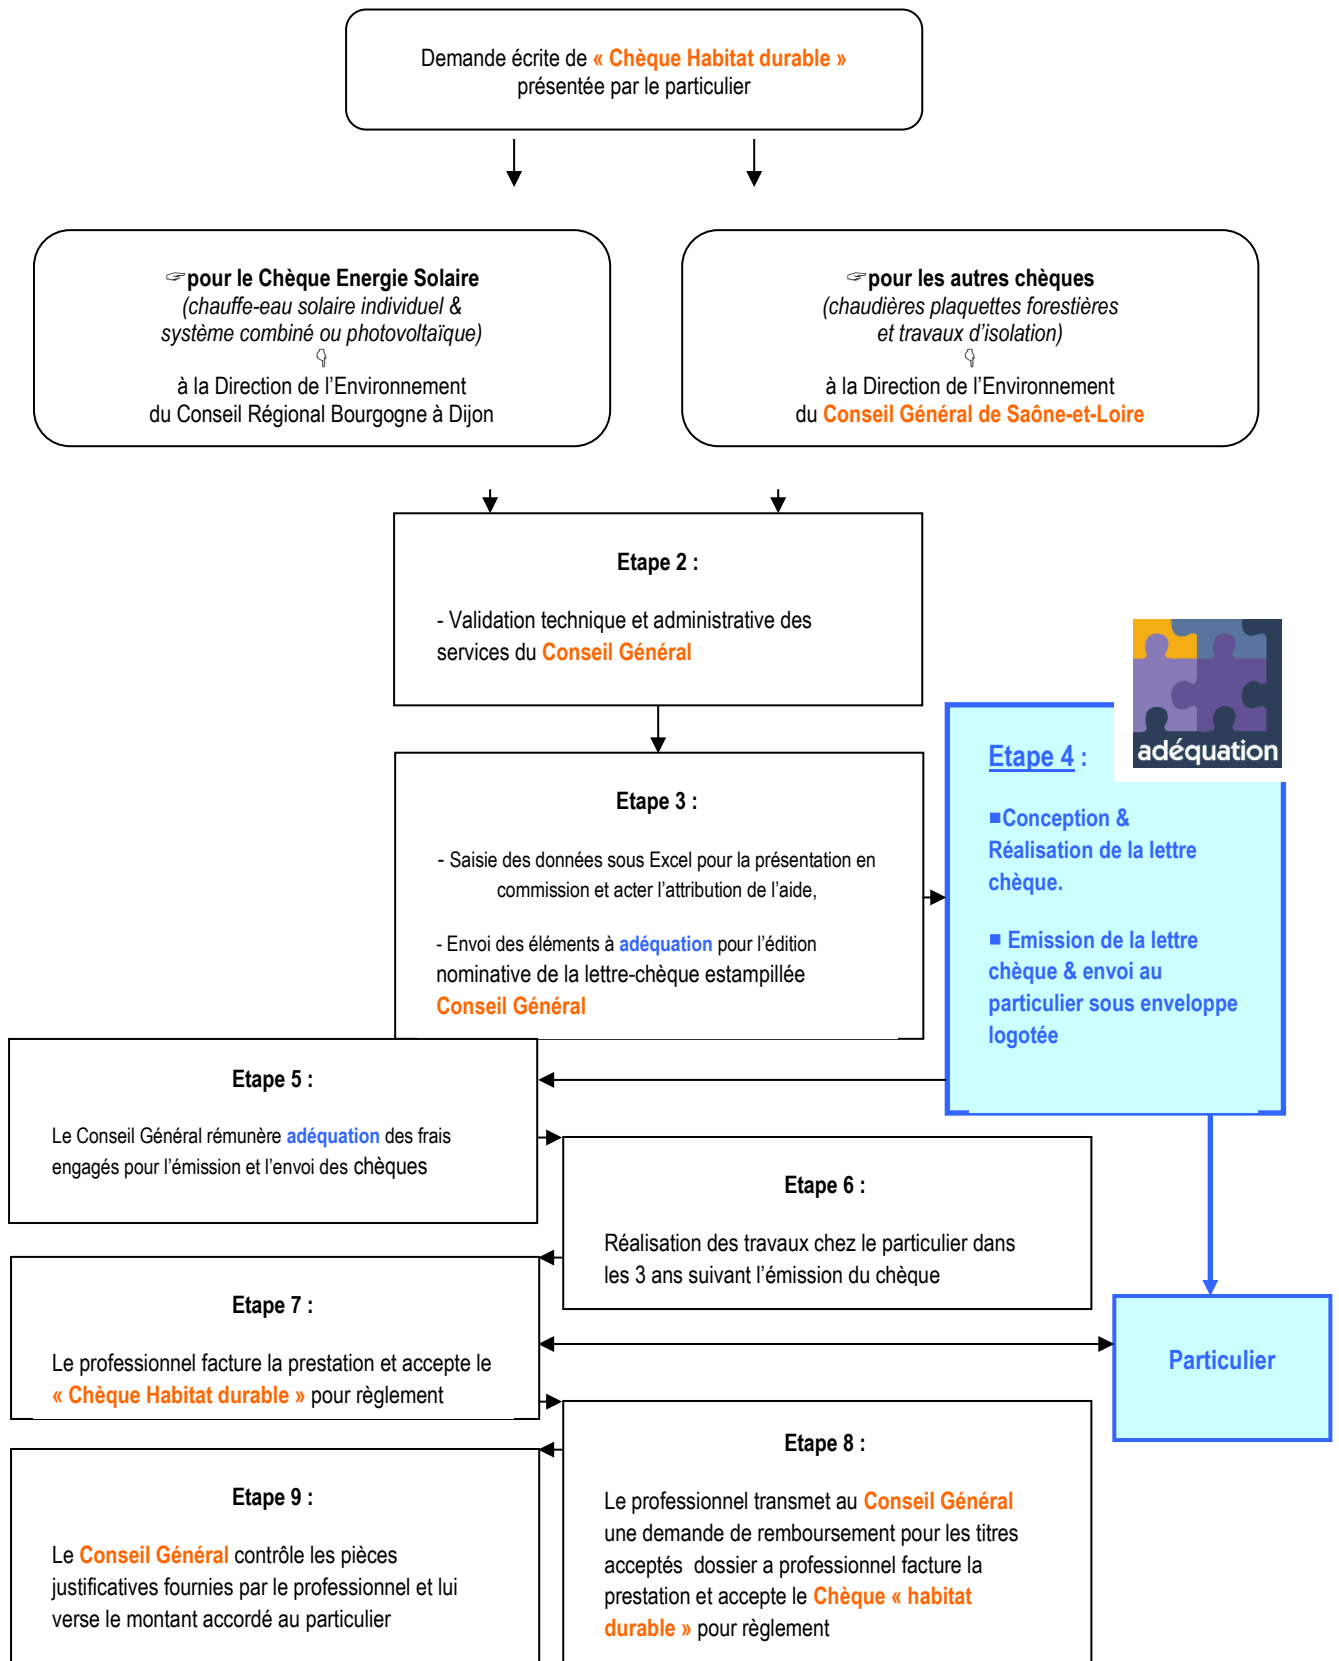 Demande écrite de « Chèque Habitat durable »
présentée par le particulier
☞pour le Chèque Energie Solaire
(chauffe-eau solaire individuel &
système combiné ou photovoltaïque)
☟
à la Direction de l’Environnement
du Conseil Régional Bourgogne à Dijon
☞pour les autres chèques
(chaudières plaquettes forestières
et travaux d’isolation)
☟
à la Direction de l’Environnement
du Conseil Général de Saône-et-Loire
Etape 2 :
- Validation technique et administrative des
services du Conseil Général
Etape 3 :
- Saisie des données sous Excel pour la présentation en
commission et acter l’attribution de l’aide,
- Envoi des éléments à adéquation pour l’édition
nominative de la lettre-chèque estampillée
Conseil Général
adéquation
Etape 4 :
■Conception &
Réalisation de la lettre
chèque.
■ Emission de la lettre
chèque & envoi au
particulier sous enveloppe
logotée
Etape 5 :
Le Conseil Général rémunère adéquation des frais
engagés pour l’émission et l’envoi des chèques
Etape 6 :
Réalisation des travaux chez le particulier dans
les 3 ans suivant l’émission du chèque
Etape 7 :
Le professionnel facture la prestation et accepte le
« Chèque Habitat durable » pour règlement
Particulier
Etape 8 :
Le professionnel transmet au Conseil Général
une demande de remboursement pour les titres
acceptés dossier a professionnel facture la
prestation et accepte le Chèque « habitat
durable » pour règlement
Etape 9 :
Le Conseil Général contrôle les pièces
justificatives fournies par le professionnel et lui
verse le montant accordé au particulier